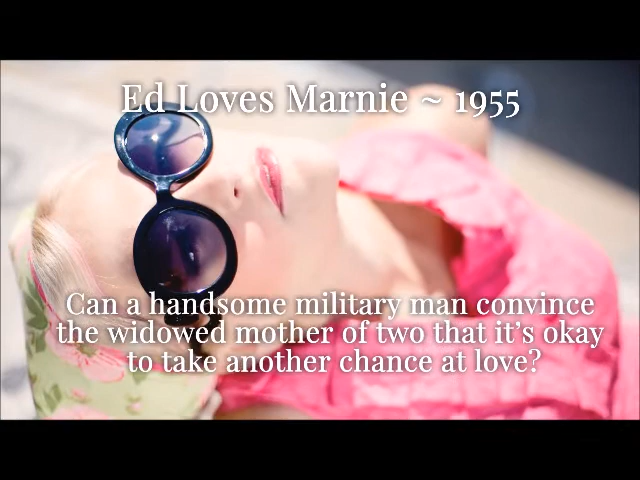 Ed Loves Marnie ~ 1955
Can a handsome military man convince
the widowed mother of two that it’s okay
to take another chance at love?